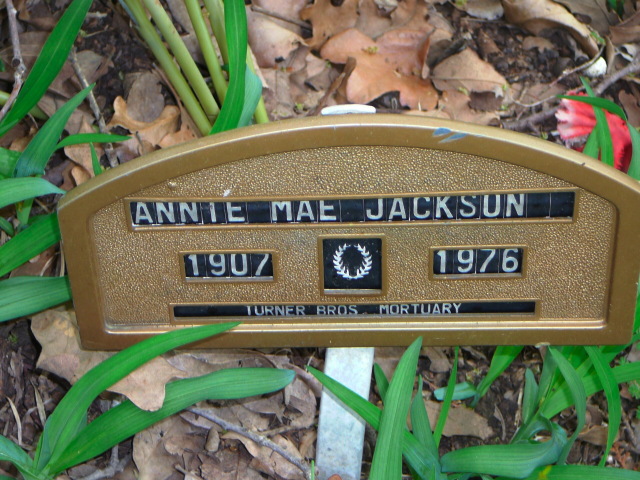 ANNIE MAE JACKSON
1907 1976
TURNER BROS. MORTUARY